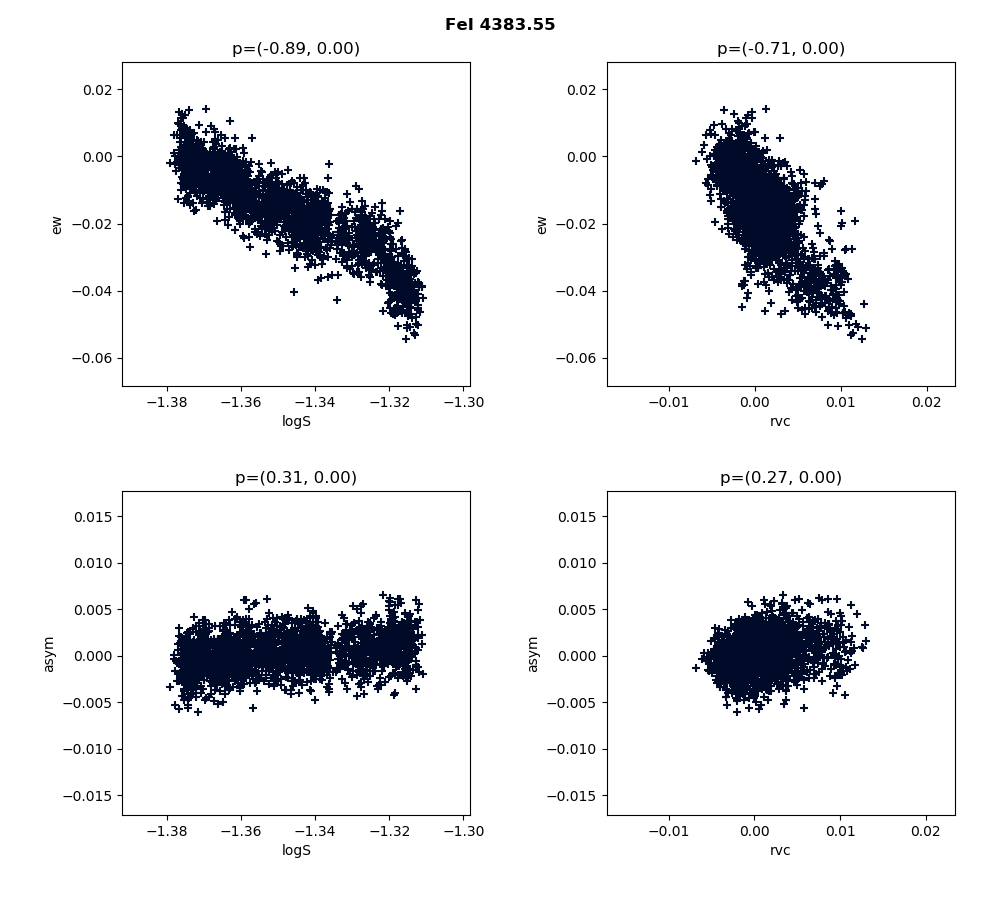 FeI 4383.55
p=(-0.89, 0.00)
p=(-0.71, 0.00)
0.02
0.00
−0.02
−0.04
−0.06
ew
−1.38 −1.36 −1.34 −1.32 −1.30
logS
0.02
0.00
−0.02
−0.04
−0.06
ew
−0.01 0.00 0.01 0.02
rvc
p=(0.31, 0.00)
p=(0.27, 0.00)
0.015
0.010
0.005
0.000
−0.005
−0.010
−0.015
asym
−1.38 −1.36 −1.34 −1.32 −1.30
logS
0.015
0.010
0.005
0.000
−0.005
−0.010
−0.015
asym
−0.01 0.00 0.01 0.02
rvc